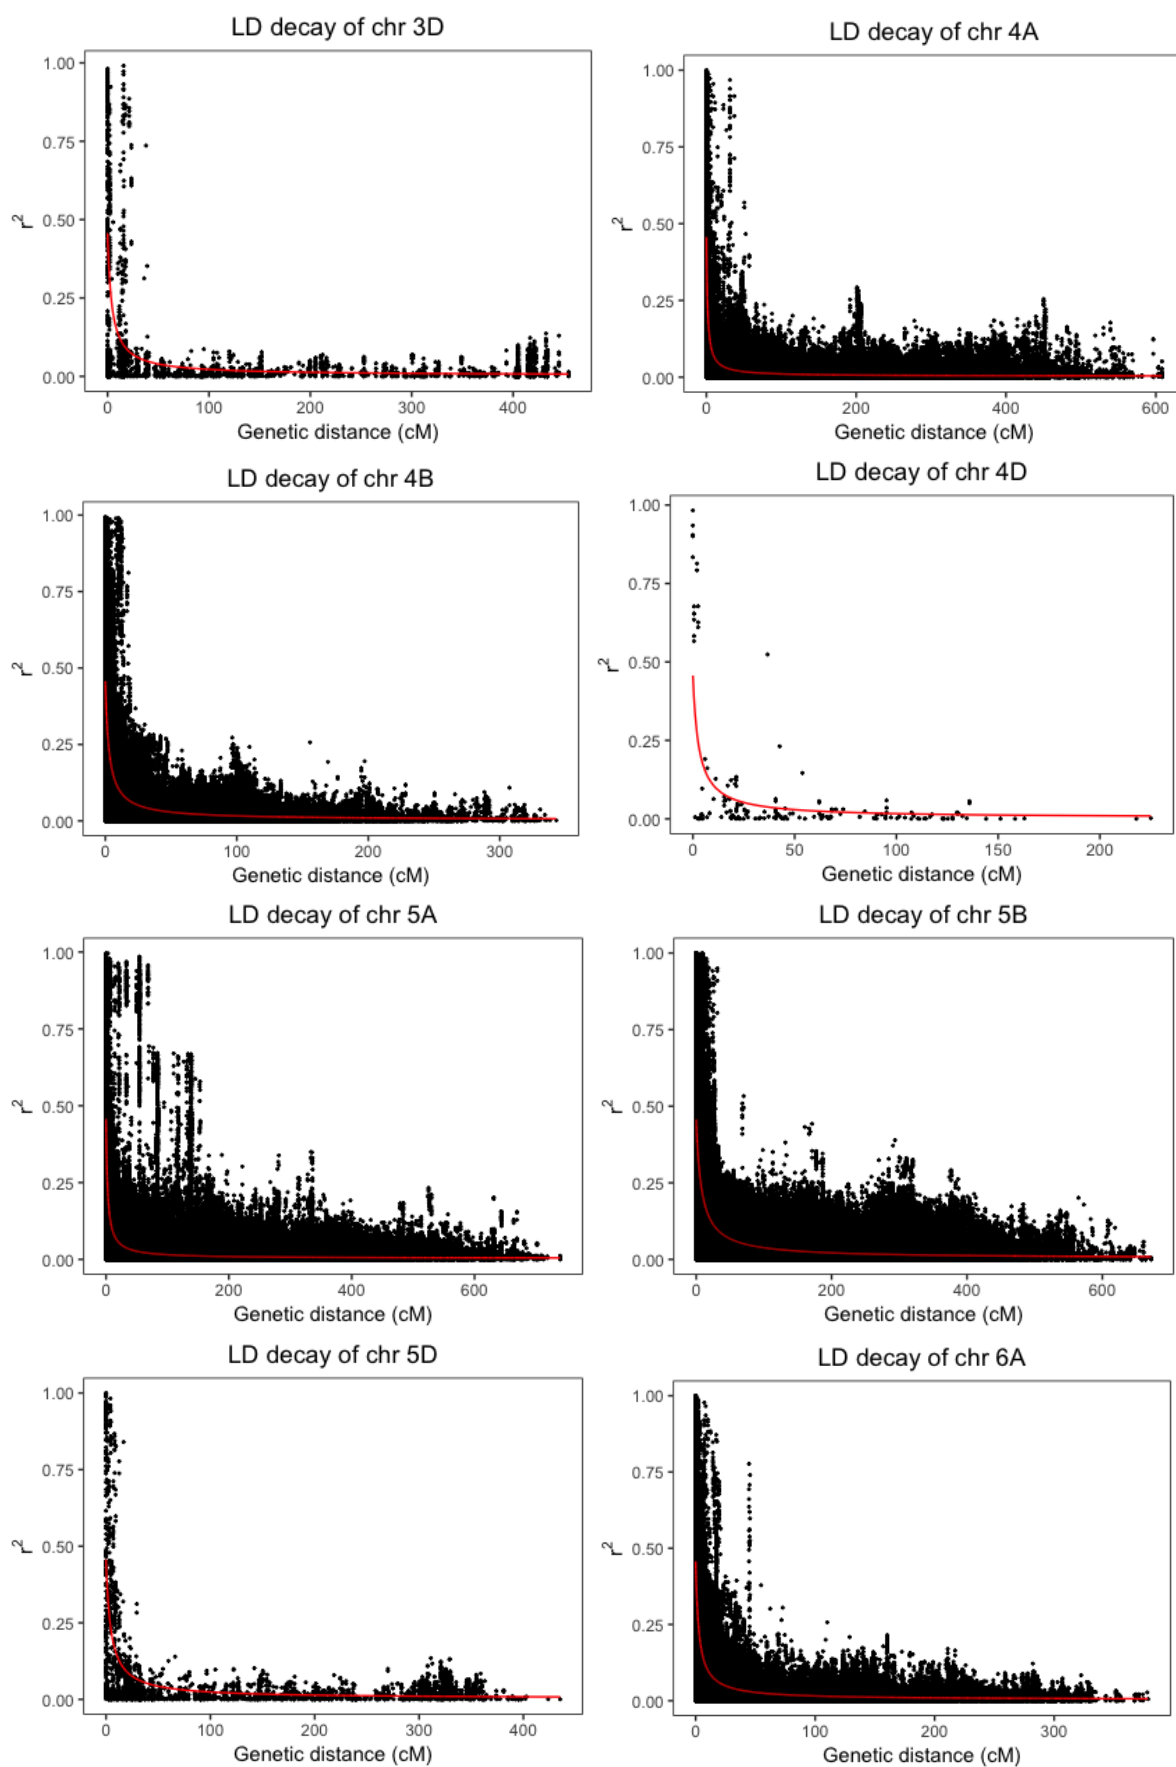 LD decay of chr 3D
1.00
0.75
0.50
0.25
0.00
r²
0 100 200 300 400
Genetic distance (cM)
LD decay of chr 4A
1.00
0.75
0.50
0.25
0.00
r²
0 200 400 600
Genetic distance (cM)
LD decay of chr 4B
1.00
0.75
0.50
0.25
0.00
r²
0 100 200 300
Genetic distance (cM)
LD decay of chr 4D
1.00
0.75
0.50
0.25
0.00
r²
0 50 100 150 200
Genetic distance (cM)
LD decay of chr 5A
1.00
0.75
0.50
0.25
0.00
r²
0 200 400 600
Genetic distance (cM)
LD decay of chr 5B
1.00
0.75
0.50
0.25
0.00
r²
0 200 400 600
Genetic distance (cM)
LD decay of chr 5D
1.00
0.75
0.50
0.25
0.00
r²
0 100 200 300 400
Genetic distance (cM)
LD decay of chr 6A
1.00
0.75
0.50
0.25
0.00
r²
0 100 200 300
Genetic distance (cM)